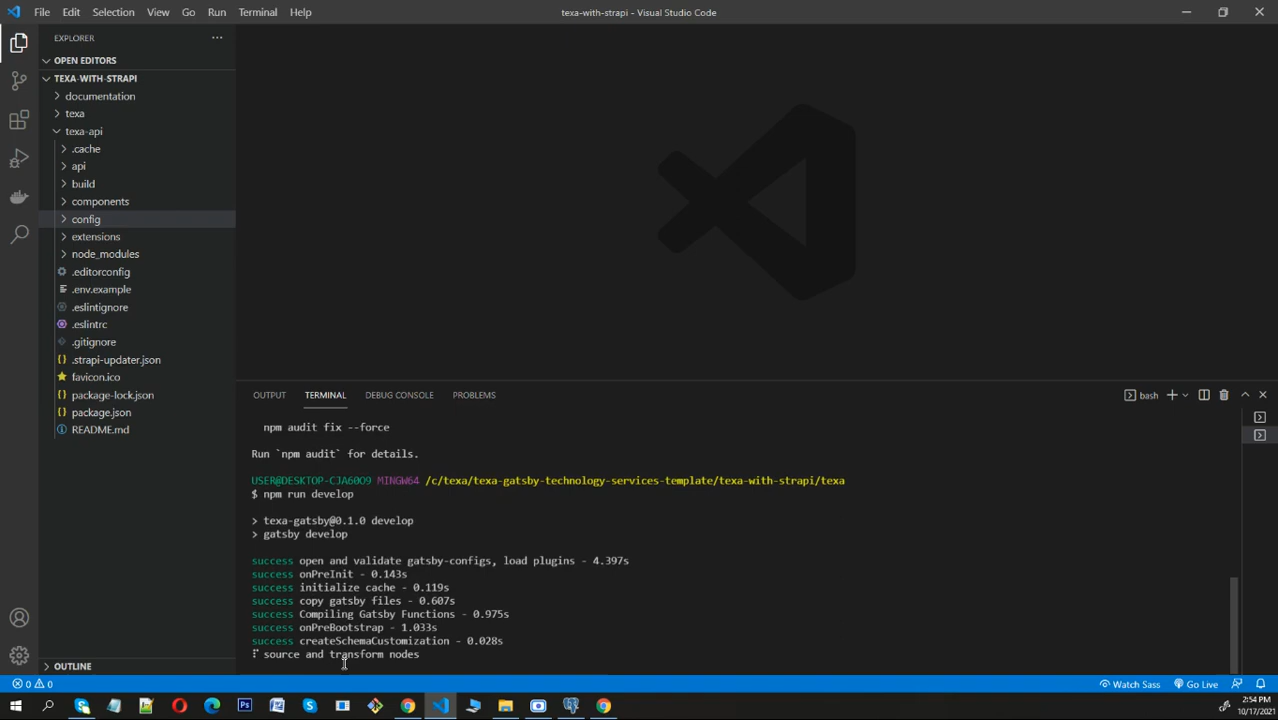 File Edit Selection View Go Run Terminal Help
texa-with-strapi - Visual Studio Code
EXPLORER
OPEN EDITORS
TEXA-WITH-STRAPI
documentation
texa
texa-api
.cache
api
build
components
config
extensions
node_modules
.editorconfig
.env.example
.eslintignore
.eslintrc
.gitignore
.strapi-updater.json
favicon.ico
package-lock.json
package.json
README.md
OUTLINE
OUTPUT TERMINAL DEBUG CONSOLE PROBLEMS
bash
npm audit fix --force
Run `npm audit` for details.
USER@DESKTOP-CJA60O9 MINGW64 /c/texa/texa-gatsby-technology-services-template/texa-with-strapi/texa
$ npm run develop
> texa-gatsby@0.1.0 develop
> gatsby develop
success open and validate gatsby-configs, load plugins - 4.397s
success onPreInit - 0.143s
success initialize cache - 0.119s
success copy gatsby files - 0.607s
success Compiling Gatsby Functions - 0.975s
success onPreBootstrap - 1.033s
success createSchemaCustomization - 0.028s
source and transform nodes
0 0
Watch Sass Go Live
2:54 PM
10/17/2021